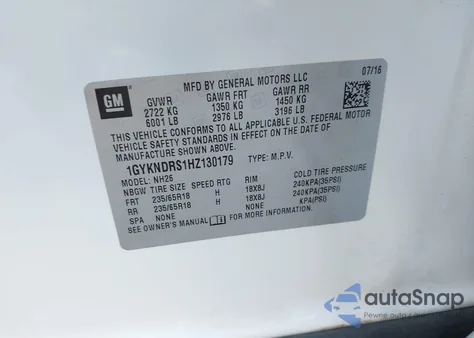 MFD BY GENERAL MOTORS LLC 07/16
GM
GVWR GAWR FRT GAWR RR
2722 KG 1350 KG 1450 KG
6001 LB 2976 LB 3196 LB
THIS VEHICLE CONFORMS TO ALL APPLICABLE U.S. FEDERAL MOTOR
VEHICLE SAFETY STANDARDS IN EFFECT ON THE DATE OF
MANUFACTURE SHOWN ABOVE.
1GYKNDRS1HZ130179 TYPE: M.P.V.
MODEL: NH26
NBGW TIRE SIZE SPEED RTG RIM COLD TIRE PRESSURE
FRT 235/65R18 H 18X8J 240KPA(35PSI)
RR 235/65R18 H 18X8J 240KPA(35PSI)
SPA NONE KPA(PSI)
SEE OWNER MANUAL FOR MORE INFORMATION.
autoSnap
Pewne auto